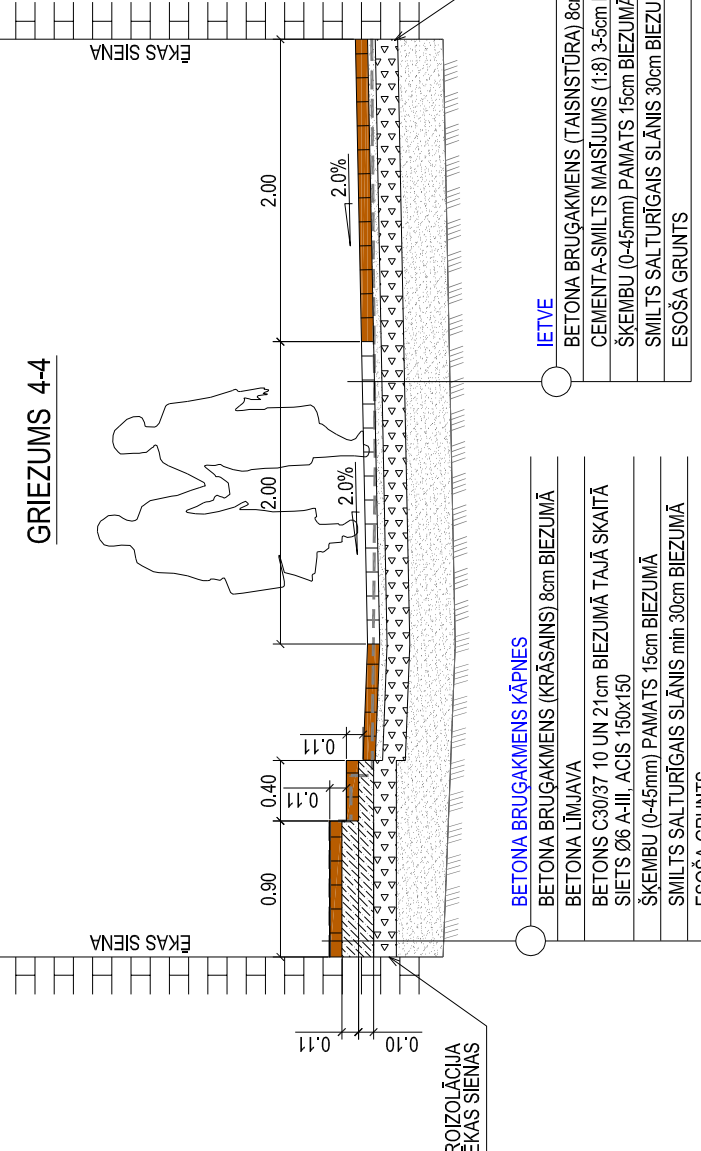 GRIEZUMS 4-4
ĒKAS SIENA
ĒKAS SIENA
0.90
0.40
2.00
2.00
0.11
0.11
2.0%
2.0%
0.11
0.10
ĒKAS SIENAS
BETONA BRUĢAKMENS KĀPNES
BETONA BRUĢAKMENS (KRĀSAINS) 8cm BIEZUMĀ
BETONA LĪMJAVA
BETONS C30/37 10 UN 21cm BIEZUMĀ TAJĀ SKAITĀ
SIETS Ø6 A-III, ACIS 150x150
ŠĶEMBU (0-45mm) PAMATS 15cm BIEZUMĀ
SMILTS SALTURĪGAIS SLĀNIS min 30cm BIEZUMĀ
ESOŠA GRUNTS
IETVE
BETONA BRUĢAKMENS (TAISNSTŪRA) 8cm
CEMENTA-SMILTS MAISĪJUMS (1:8) 3-5cm
ŠĶEMBU (0-45mm) PAMATS 15cm BIEZUMĀ
SMILTS SALTURĪGAIS SLĀNIS 30cm BIEZU
ESOŠA GRUNTS